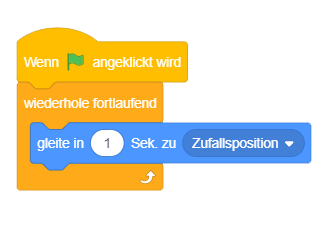 Wenn angeklickt wird
wiederhole fortlaufend
gleite in 1 Sek. zu Zufallsposition